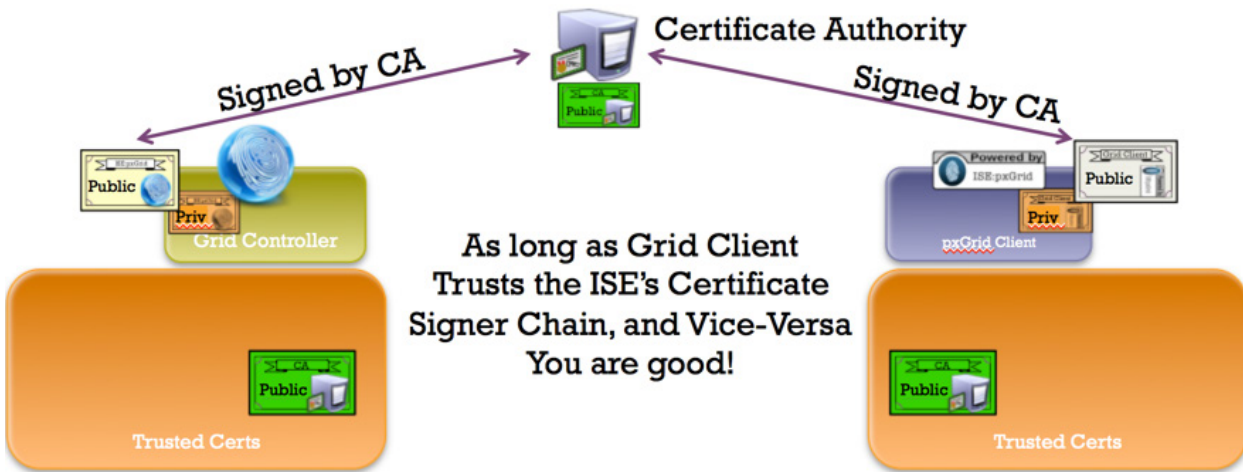 Certificate Authority
Signed by CA
Signed by CA
CA
Public
ISE:pxGrid
Public
Priv
Grid Controller
Powered by
ISE:pxGrid
Grid Client
Public
Priv
pxGrid Client
As long as Grid Client
Trusts the ISE's Certificate
Signer Chain, and Vice-Versa
You are good!
CA
Public
Trusted Certs
CA
Public
Trusted Certs